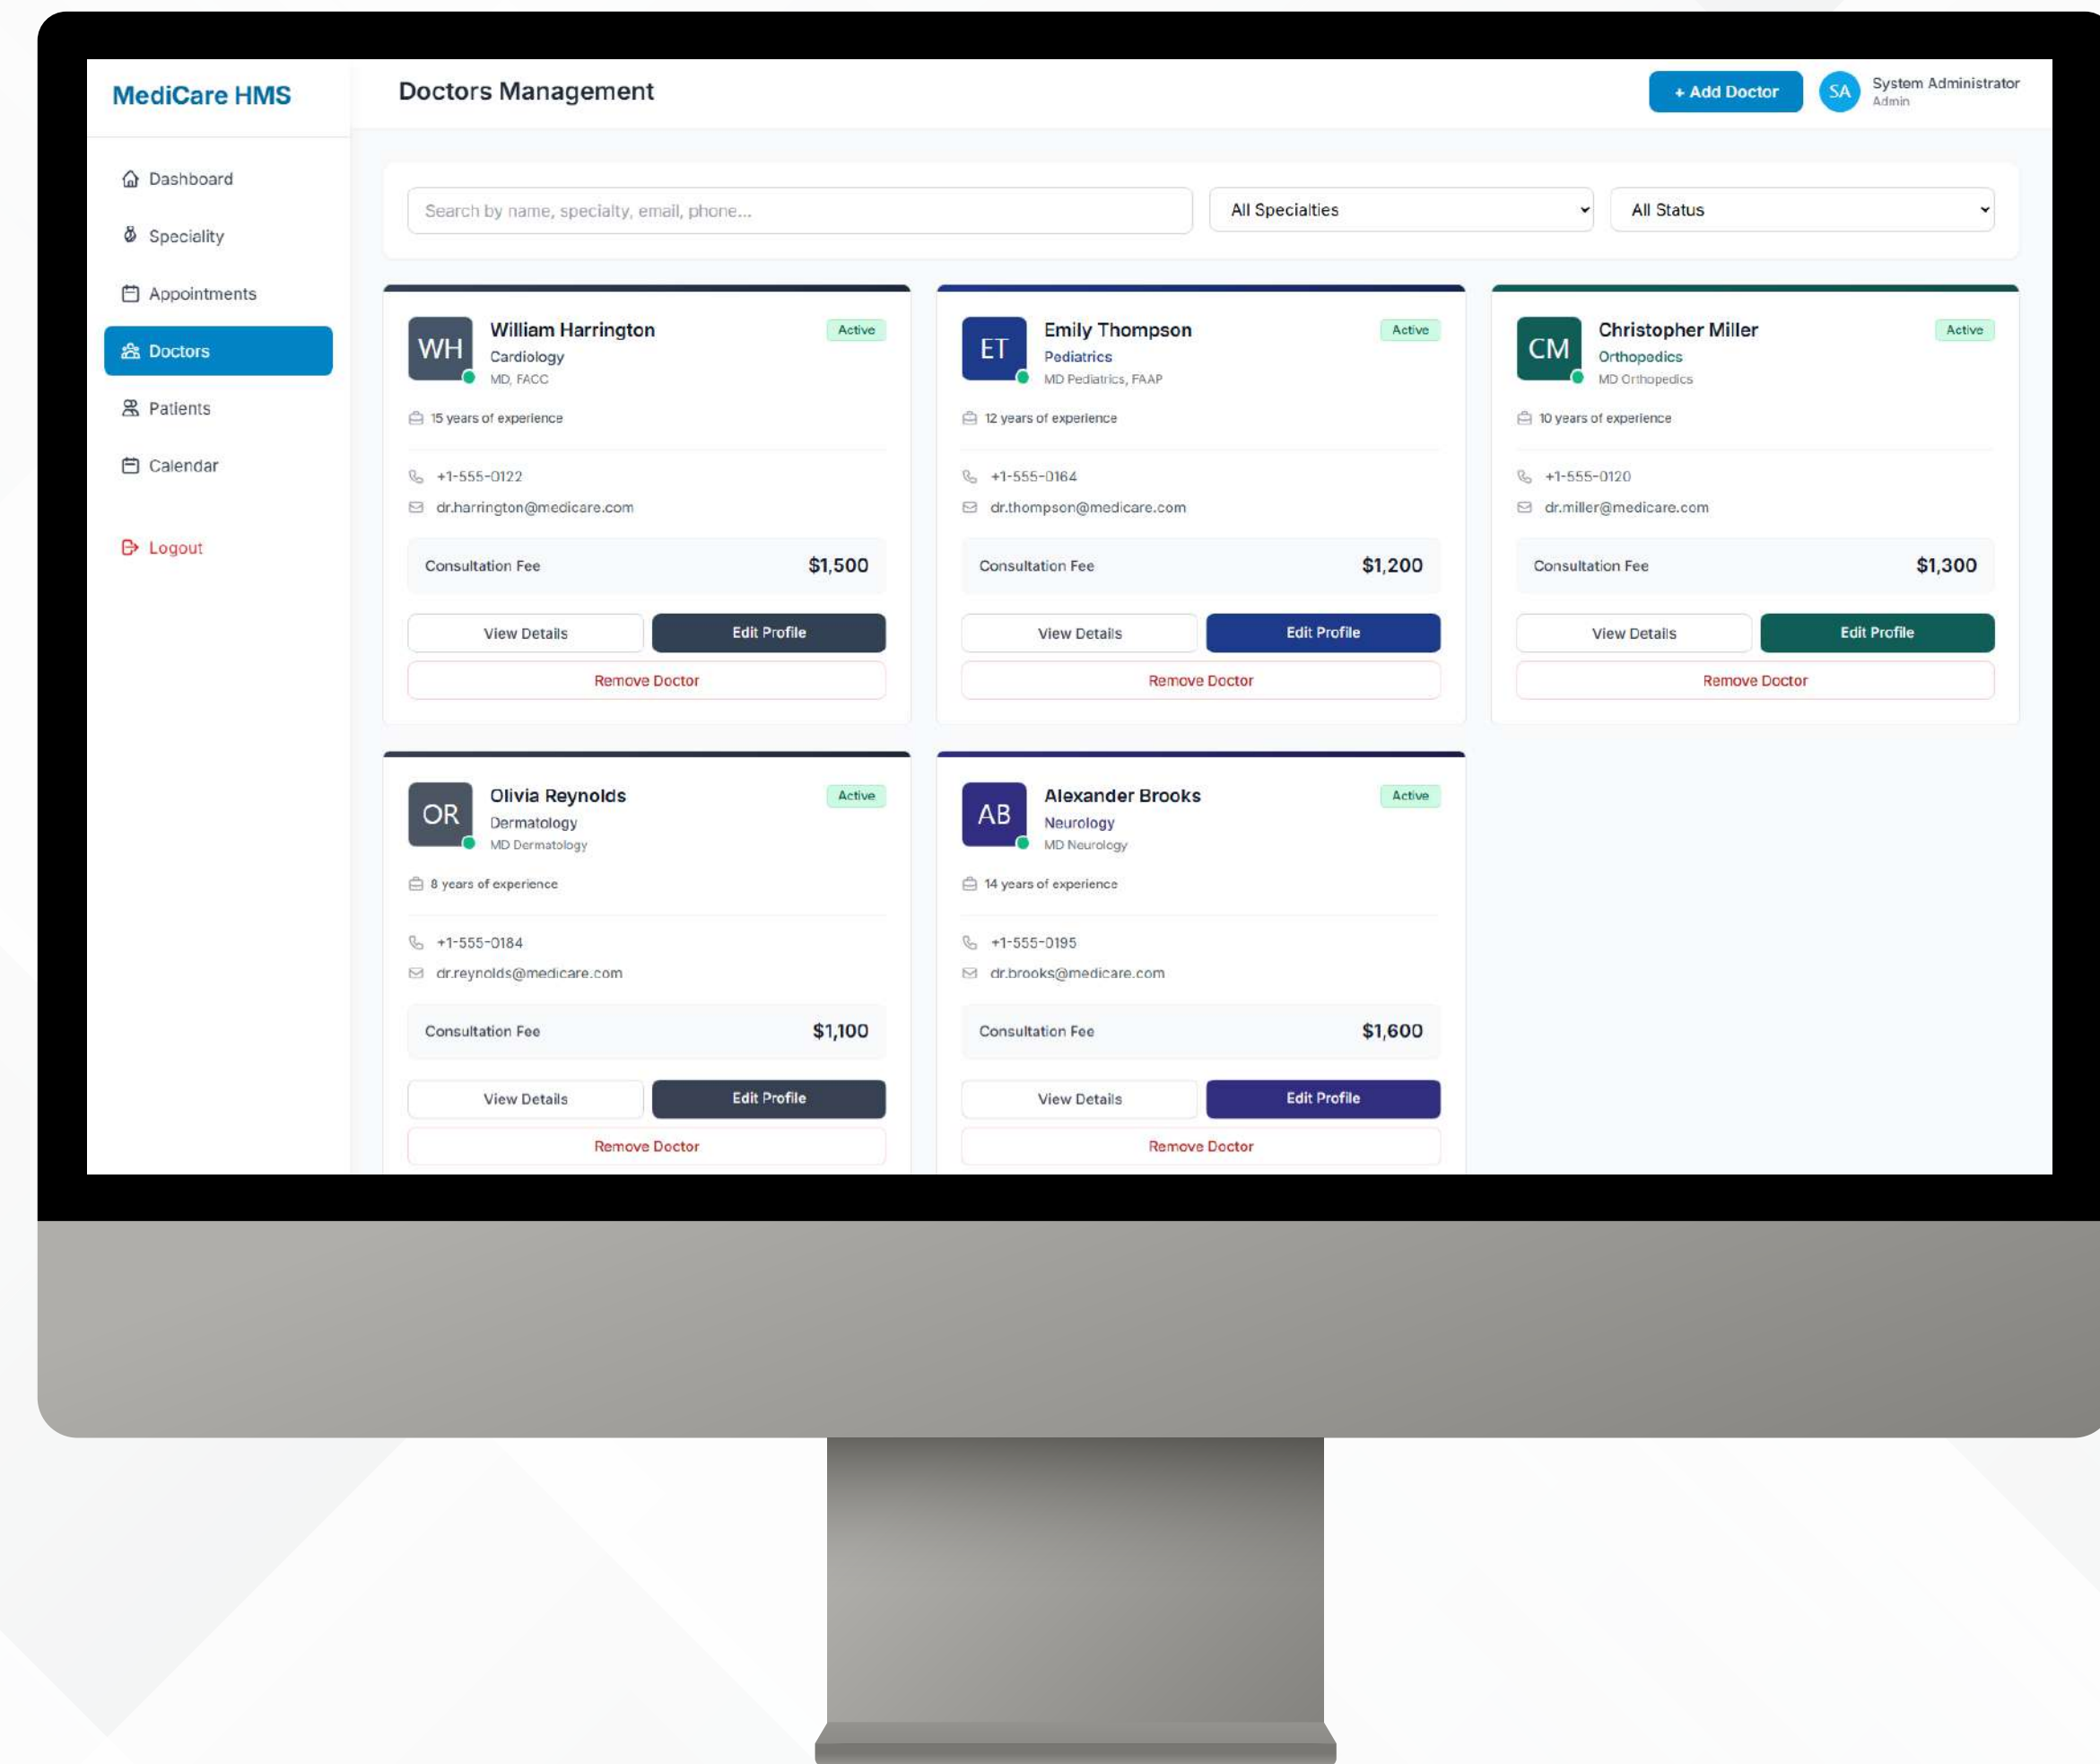 MediCare HMS
Doctors Management
+ Add Doctor
SA
System Administrator
Admin
Dashboard
Speciality
Appointments
Doctors
Patients
Calendar
Logout
Search by name, specialty, email, phone...
All Specialties
All Status
WH
William Harrington
Active
Cardiology
MD, FACC
15 years of experience
+1-555-0122
dr.harrington@medicare.com
Consultation Fee $1,500
View Details
Edit Profile
Remove Doctor
ET
Emily Thompson
Active
Pediatrics
MD Pediatrics, FAAP
12 years of experience
+1-555-0164
dr.thompson@medicare.com
Consultation Fee $1,200
View Details
Edit Profile
Remove Doctor
CM
Christopher Miller
Active
Orthopedics
MD Orthopedics
10 years of experience
+1-555-0120
dr.miller@medicare.com
Consultation Fee $1,300
View Details
Edit Profile
Remove Doctor
OR
Olivia Reynolds
Active
Dermatology
MD Dermatology
8 years of experience
+1-555-0184
dr.reynolds@medicare.com
Consultation Fee $1,100
View Details
Edit Profile
Remove Doctor
AB
Alexander Brooks
Active
Neurology
MD Neurology
14 years of experience
+1-555-0195
dr.brooks@medicare.com
Consultation Fee $1,600
View Details
Edit Profile
Remove Doctor